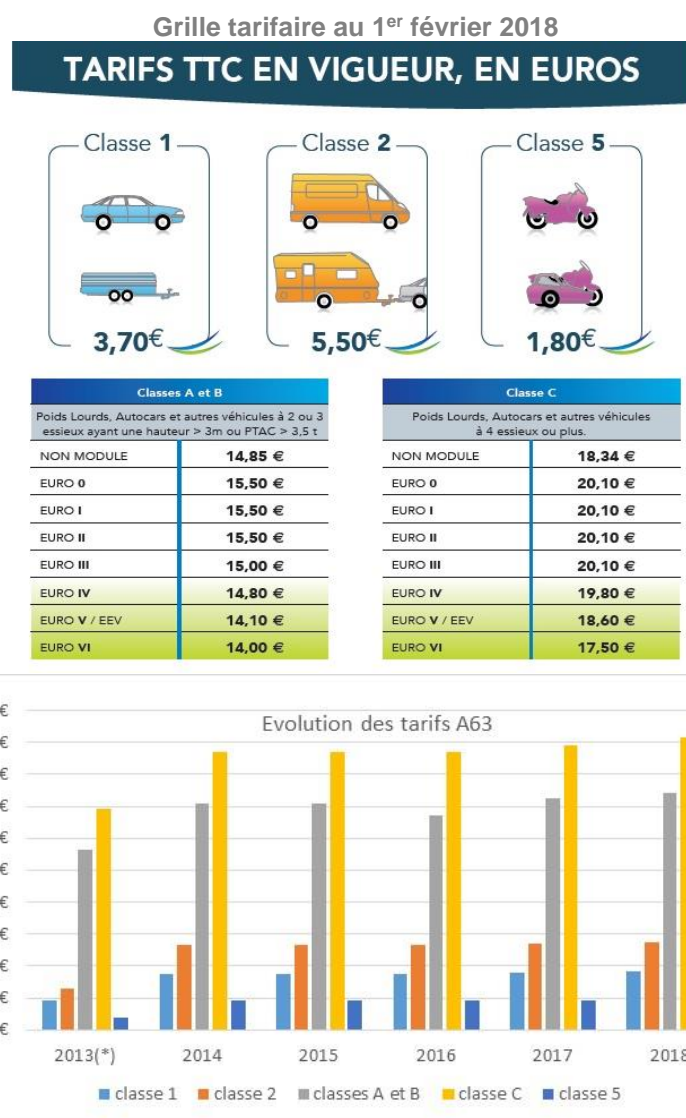 Grille tarifaire au 1er février 2018
TARIFS TTC EN VIGUEUR, EN EUROS
Classe 1
Classe 2
Classe 5
3,70€
5,50€
1,80€
Classes A et B
Poids Lourds, Autocars et autres véhicules à 2 ou 3
essieux ayant une hauteur > 3m ou PTAC > 3,5 t
NON MODULE 14,85 €
EURO 0 15,50 €
EURO I 15,50 €
EURO II 15,50 €
EURO III 15,00 €
EURO IV 14,80 €
EURO V / EEV 14,10 €
EURO VI 14,00 €
Classe C
Poids Lourds, Autocars et autres véhicules
à 4 essieux ou plus.
NON MODULE 18,34 €
EURO 0 20,10 €
EURO I 20,10 €
EURO II 20,10 €
EURO III 20,10 €
EURO IV 19,80 €
EURO V / EEV 18,60 €
EURO VI 17,50 €
Evolution des tarifs A63
€
€
€
€
€
€
€
€
€
€
€
2013(*) 2014 2015 2016 2017 2018
classe 1 classe 2 classes A et B classe C classe 5